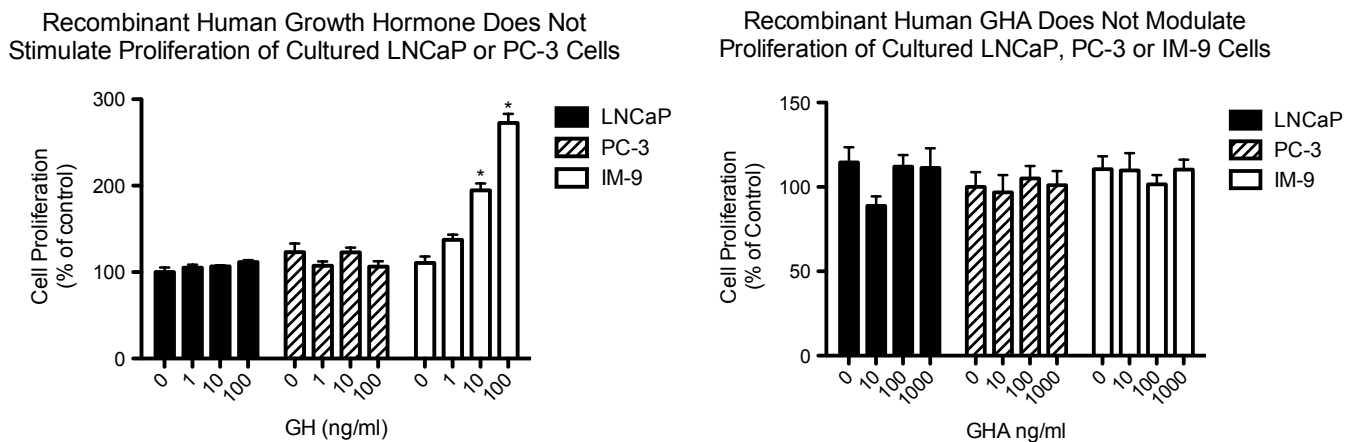 Recombinant Human Growth Hormone Does Not
Stimulate Proliferation of Cultured LNCaP or PC-3 Cells
300
200
100
0
Cell Proliferation
(% of control)
*
*
LNCaP
PC-3
IM-9
0 1 10 100 0 1 10 100 0 1 10 100
GH (ng/ml)
Recombinant Human GHA Does Not Modulate
Proliferation of Cultured LNCaP, PC-3 or IM-9 Cells
150
100
50
0
Cell Proliferation
(% of Control)
LNCaP
PC-3
IM-9
0 10 100 1000 0 10 100 1000 0 10 100 1000
GHA ng/ml